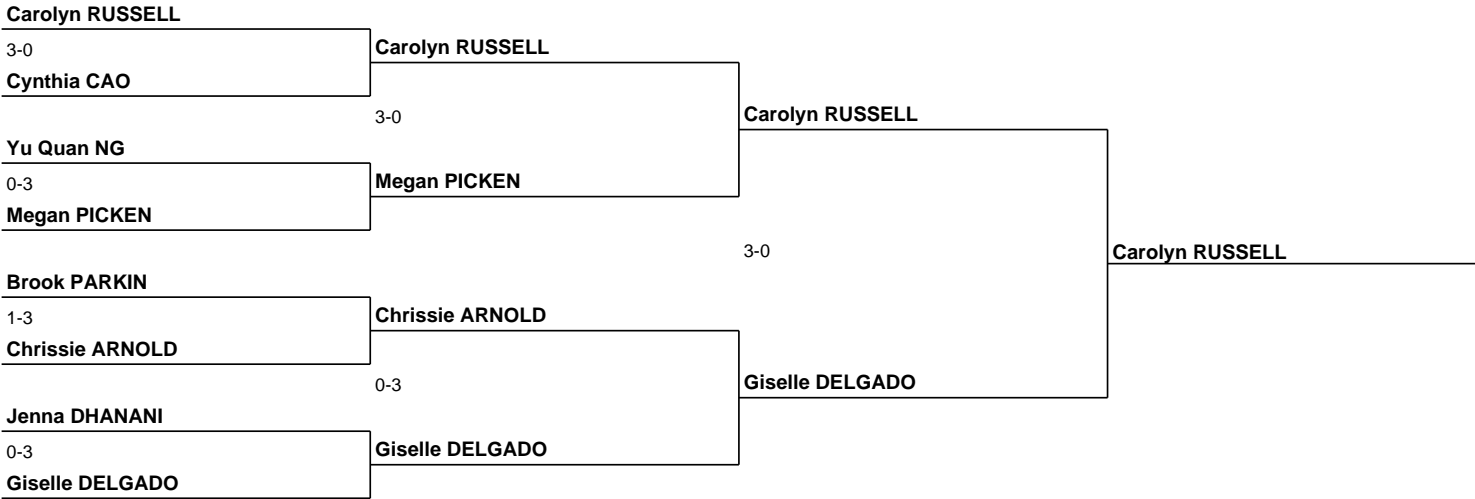 Carolyn RUSSELL
3-0
Cynthia CAO
Yu Quan NG
0-3
Megan PICKEN
Brook PARKIN
1-3
Chrissie ARNOLD
Jenna DHANANI
0-3
Giselle DELGADO
Carolyn RUSSELL
3-0
Megan PICKEN
Chrissie ARNOLD
0-3
Giselle DELGADO
Carolyn RUSSELL
3-0
Giselle DELGADO
Carolyn RUSSELL